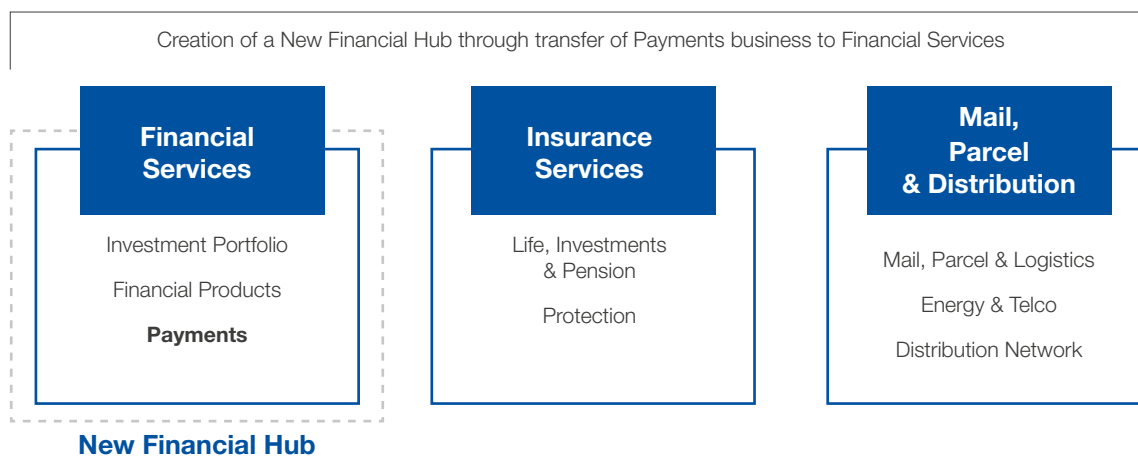 Creation of a New Financial Hub through transfer of Payments business to Financial Services
Financial
Services
Investment Portfolio
Financial Products
Payments
New Financial Hub
Insurance
Services
Life, Investments
& Pension
Protection
Mail,
Parcel
& Distribution
Mail, Parcel & Logistics
Energy & Telco
Distribution Network